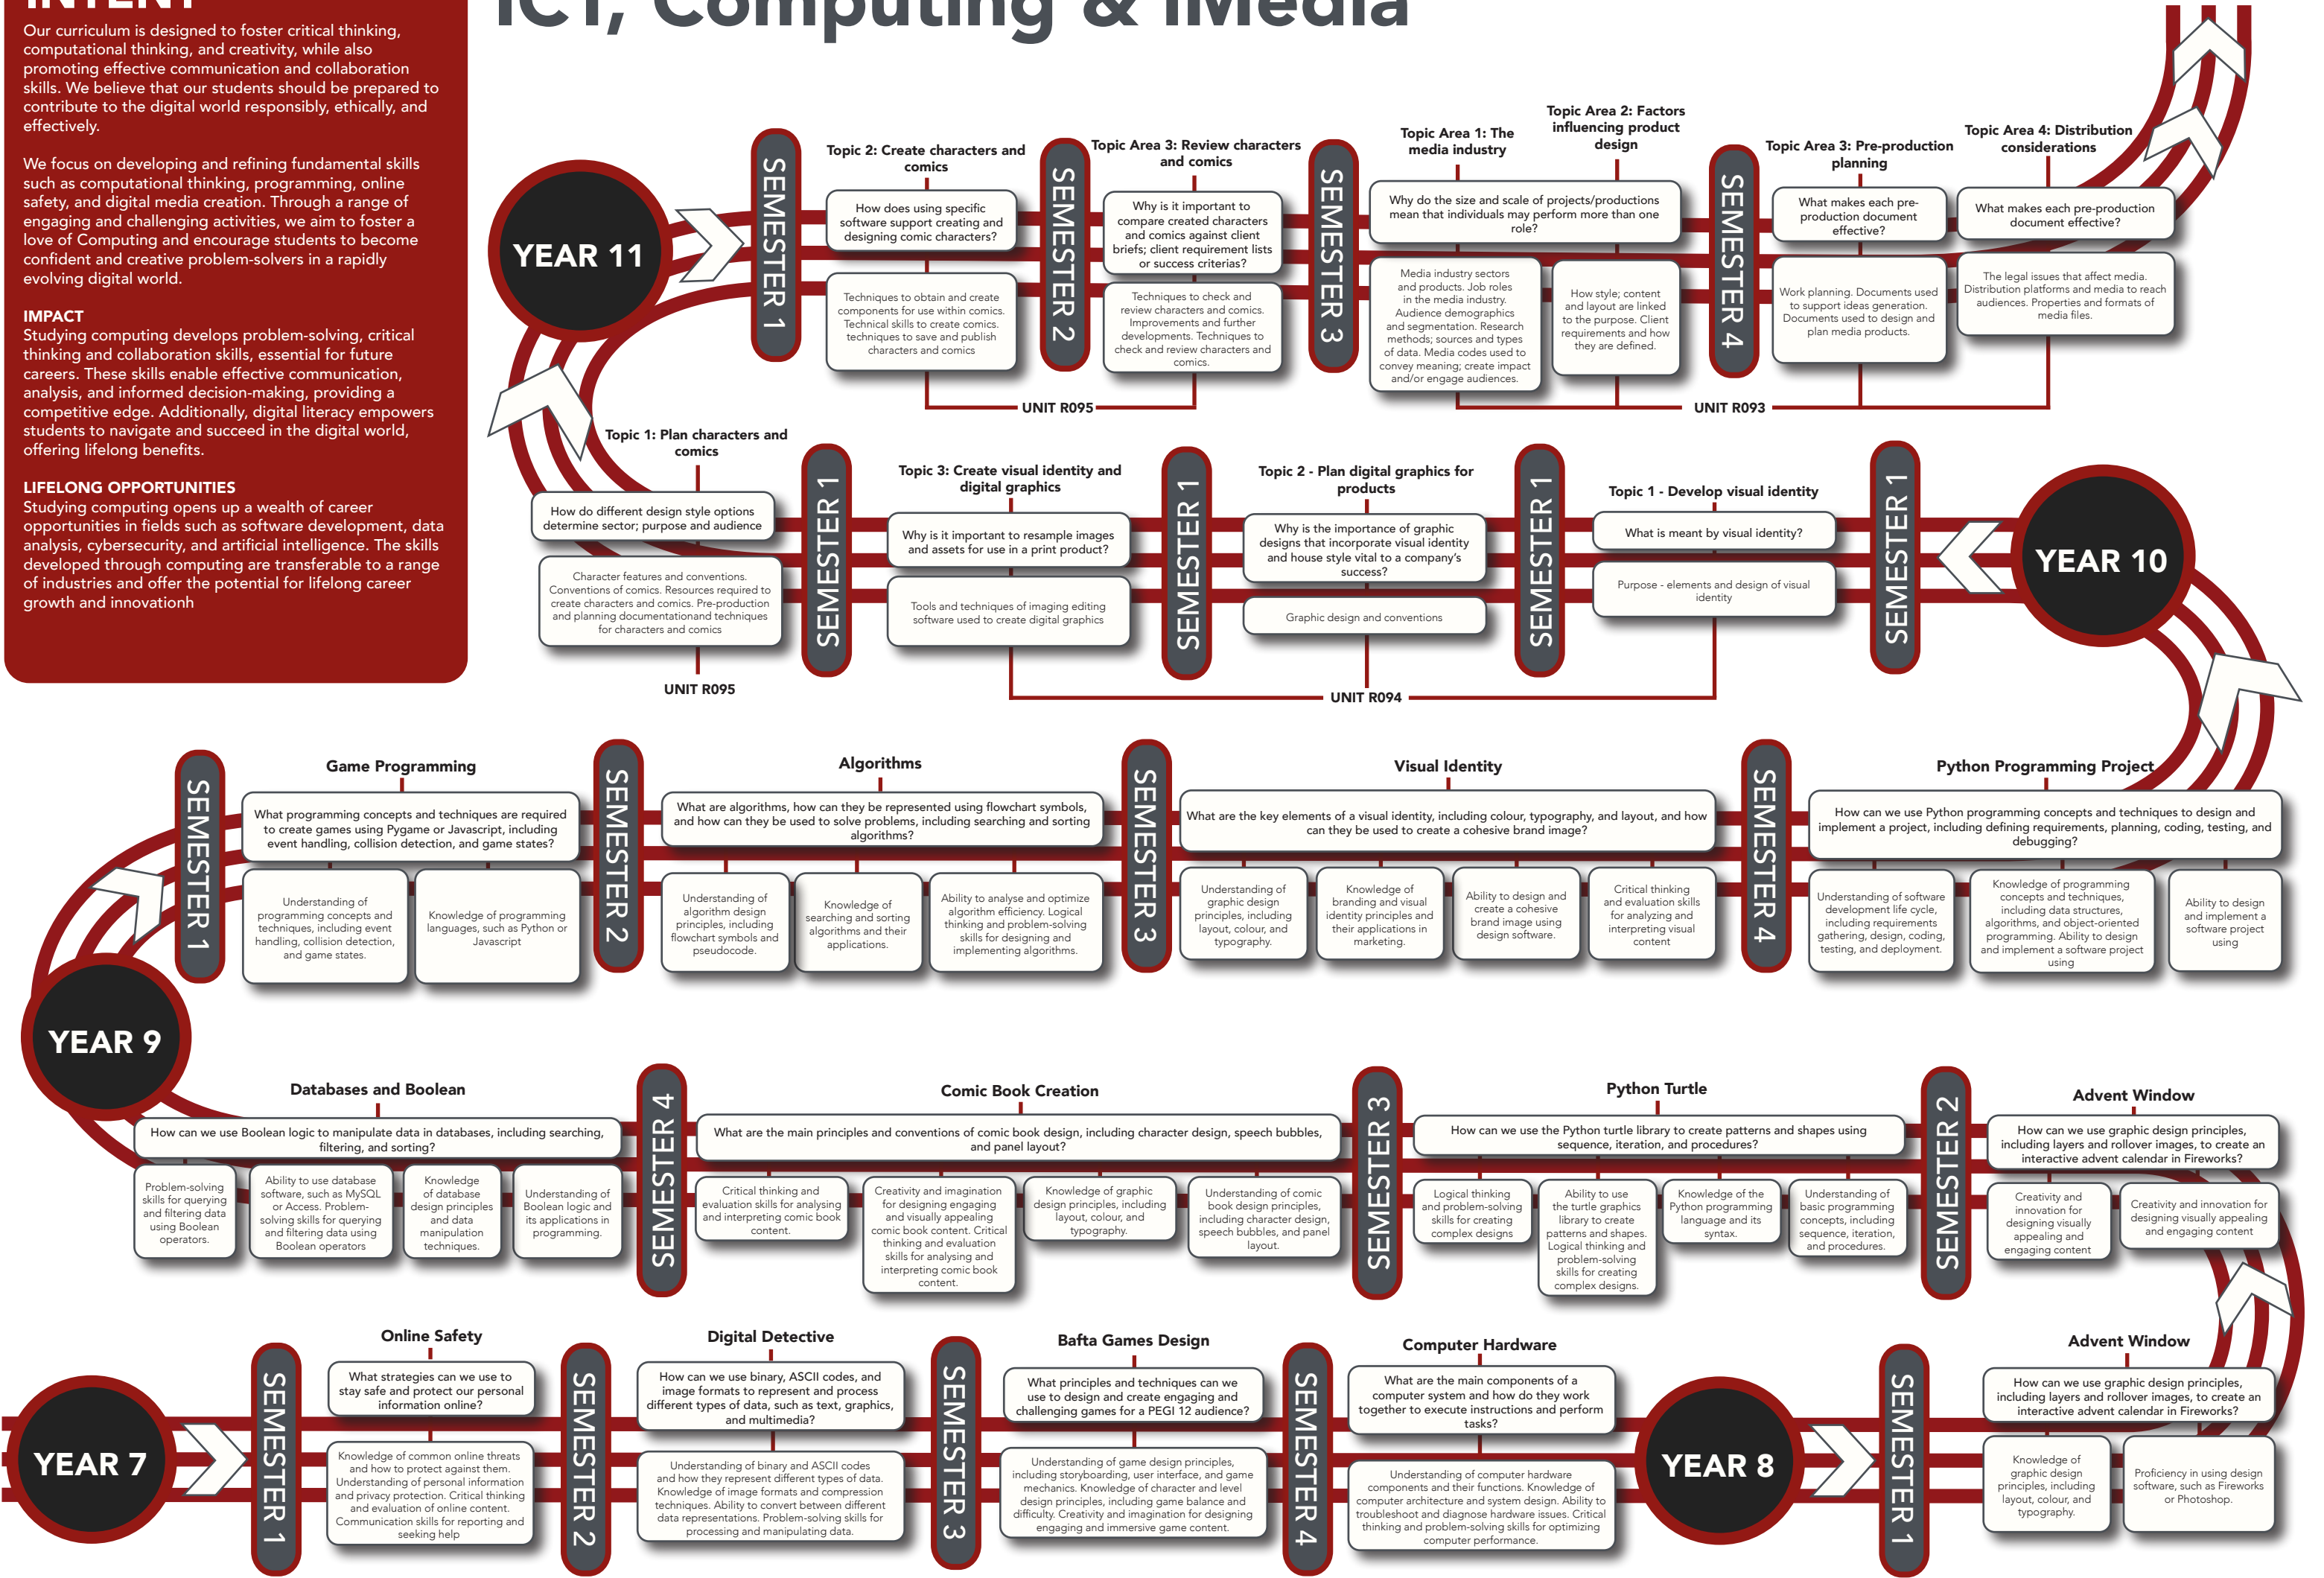 INTENT
Our curriculum is designed to foster critical thinking,
computational thinking, and creativity, while also
promoting effective communication and collaboration
skills. We believe that our students should be prepared to
contribute to the digital world responsibly, ethically, and
effectively.
We focus on developing and refining fundamental skills
such as computational thinking, programming, online
safety, and digital media creation. Through a range of
engaging and challenging activities, we aim to foster a
love of Computing and encourage students to become
confident and creative problem-solvers in a rapidly
evolving digital world.
IMPACT
Studying computing develops problem-solving, critical
thinking and collaboration skills, essential for future
careers. These skills enable effective communication,
analysis, and informed decision-making, providing a
competitive edge. Additionally, digital literacy empowers
students to navigate and succeed in the digital world,
offering lifelong benefits.
LIFELONG OPPORTUNITIES
Studying computing opens up a wealth of career
opportunities in fields such as software development, data
analysis, cybersecurity, and artificial intelligence. The skills
developed through computing are transferable to a range
of industries and offer the potential for lifelong career
growth and innovationh
ICT, Computing & iMedia
YEAR 11
SEMESTER 1
Topic 2: Create characters and
comics
How does using specific
software support creating and
designing comic characters?
Techniques to obtain and create
components for use within comics.
Technical skills to create comics.
techniques to save and publish
characters and comics
SEMESTER 2
Topic Area 3: Review characters
and comics
Why is it important to
compare created characters
and comics against client
briefs; client requirement lists
or success criterias?
Techniques to check and
review characters and comics.
Improvements and further
developments. Techniques to
check and review characters and
comics.
UNIT R095
SEMESTER 3
Topic Area 1: The
media industry
Topic Area 2: Factors
influencing product
design
Why do the size and scale of projects/productions
mean that individuals may perform more than one
role?
Media industry sectors
and products. Job roles
in the media industry.
Audience demographics
and segmentation. Research
methods; sources and types
of data. Media codes used to
convey meaning; create impact
and/or engage audiences.
How style; content
and layout are linked
to the purpose. Client
requirements and how
they are defined.
SEMESTER 4
Topic Area 3: Pre-production
planning
What makes each pre-
production document
effective?
Work planning. Documents used
to support ideas generation.
Documents used to design and
plan media products.
Topic Area 4: Distribution
considerations
What makes each pre-production
document effective?
The legal issues that affect media.
Distribution platforms and media to reach
audiences. Properties and formats of
media files.
UNIT R093
Topic 1: Plan characters and
comics
How do different design style options
determine sector; purpose and audience
Character features and conventions.
Conventions of comics. Resources required to
create characters and comics. Pre-production
and planning documentationand techniques
for characters and comics
UNIT R095
SEMESTER 1
Topic 3: Create visual identity and
digital graphics
Why is it important to resample images
and assets for use in a print product?
Tools and techniques of imaging editing
software used to create digital graphics
SEMESTER 1
Topic 2 - Plan digital graphics for
products
Why is the importance of graphic
designs that incorporate visual identity
and house style vital to a company's
success?
Graphic design and conventions
SEMESTER 1
Topic 1 - Develop visual identity
What is meant by visual identity?
Purpose - elements and design of visual
identity
UNIT R094
SEMESTER 1
YEAR 10
SEMESTER 1
Game Programming
What programming concepts and techniques are required
to create games using Pygame or Javascript, including
event handling, collision detection, and game states?
Understanding of
programming concepts and
techniques, including event
handling, collision detection,
and game states.
Knowledge of programming
languages, such as Python or
Javascript
SEMESTER 2
Algorithms
What are algorithms, how can they be represented using flowchart symbols,
and how can they be used to solve problems, including searching and sorting
algorithms?
Understanding of
algorithm design
principles, including
flowchart symbols and
pseudocode.
Knowledge of
searching and sorting
algorithms and their
applications.
Ability to analyse and optimize
algorithm efficiency. Logical
thinking and problem-solving
skills for designing and
implementing algorithms.
SEMESTER 3
Visual Identity
What are the key elements of a visual identity, including colour, typography, and layout, and how
can they be used to create a cohesive brand image?
Understanding of
graphic design
principles, including
layout, colour, and
typography.
Knowledge of
branding and visual
identity principles and
their applications in
marketing.
Ability to design and
create a cohesive
brand image using
design software.
Critical thinking
and evaluation skills
for analyzing and
interpreting visual
content
SEMESTER 4
Python Programming Project
How can we use Python programming concepts and techniques to design and
implement a project, including defining requirements, planning, coding, testing, and
debugging?
Understanding of software
development life cycle,
including requirements
gathering, design, coding,
testing, and deployment.
Knowledge of programming
concepts and techniques,
including data structures,
algorithms, and object-oriented
programming. Ability to design
and implement a software project
using
Ability to design
and implement a
software project
using
YEAR 9
Databases and Boolean
How can we use Boolean logic to manipulate data in databases, including searching,
filtering, and sorting?
Problem-solving
skills for querying
and filtering data
using Boolean
operators.
Ability to use database
software, such as MySQL
or Access. Problem-
solving skills for querying
and filtering data using
Boolean operators
Knowledge
of database
design principles
and data
manipulation
techniques.
Understanding of
Boolean logic and
its applications in
programming.
SEMESTER 4
Comic Book Creation
What are the main principles and conventions of comic book design, including character design, speech bubbles,
and panel layout?
Critical thinking and
evaluation skills for analysing
and interpreting comic book
content.
Creativity and imagination
for designing engaging
and visually appealing
comic book content. Critical
thinking and evaluation
skills for analysing and
interpreting comic book
content.
Knowledge of graphic
design principles, including
layout, colour, and
typography.
Understanding of comic
book design principles,
including character design,
speech bubbles, and panel
layout.
SEMESTER 3
Python Turtle
How can we use the Python turtle library to create patterns and shapes using
sequence, iteration, and procedures?
Logical thinking
and problem-solving
skills for creating
complex designs
Ability to use
the turtle graphics
library to create
patterns and shapes.
Logical thinking and
problem-solving
skills for creating
complex designs.
Knowledge of the
Python programming
language and its
syntax.
Understanding of
basic programming
concepts, including
sequence, iteration,
and procedures.
SEMESTER 2
Advent Window
How can we use graphic design principles,
including layers and rollover images, to create an
interactive advent calendar in Fireworks?
Creativity and
innovation for
designing visually
appealing and
engaging content
Creativity and innovation for
designing visually appealing
and engaging content
YEAR 7
SEMESTER 1
Online Safety
What strategies can we use to
stay safe and protect our personal
information online?
Knowledge of common online threats
and how to protect against them.
Understanding of personal information
and privacy protection. Critical thinking
and evaluation of online content.
Communication skills for reporting and
seeking help
SEMESTER 2
Digital Detective
How can we use binary, ASCII codes, and
image formats to represent and process
different types of data, such as text, graphics,
and multimedia?
Understanding of binary and ASCII codes
and how they represent different types of data.
Knowledge of image formats and compression
techniques. Ability to convert between different
data representations. Problem-solving skills for
processing and manipulating data.
SEMESTER 3
Bafta Games Design
What principles and techniques can we
use to design and create engaging and
challenging games for a PEGI 12 audience?
Understanding of game design principles,
including storyboarding, user interface, and game
mechanics. Knowledge of character and level
design principles, including game balance and
difficulty. Creativity and imagination for designing
engaging and immersive game content.
SEMESTER 4
Computer Hardware
What are the main components of a
computer system and how do they work
together to execute instructions and perform
tasks?
Understanding of computer hardware
components and their functions. Knowledge of
computer architecture and system design. Ability to
troubleshoot and diagnose hardware issues. Critical
thinking and problem-solving skills for optimizing
computer performance.
YEAR 8
SEMESTER 1
Advent Window
How can we use graphic design principles,
including layers and rollover images, to create an
interactive advent calendar in Fireworks?
Knowledge of
graphic design
principles, including
layout, colour, and
typography.
Proficiency in using design
software, such as Fireworks
or Photoshop.